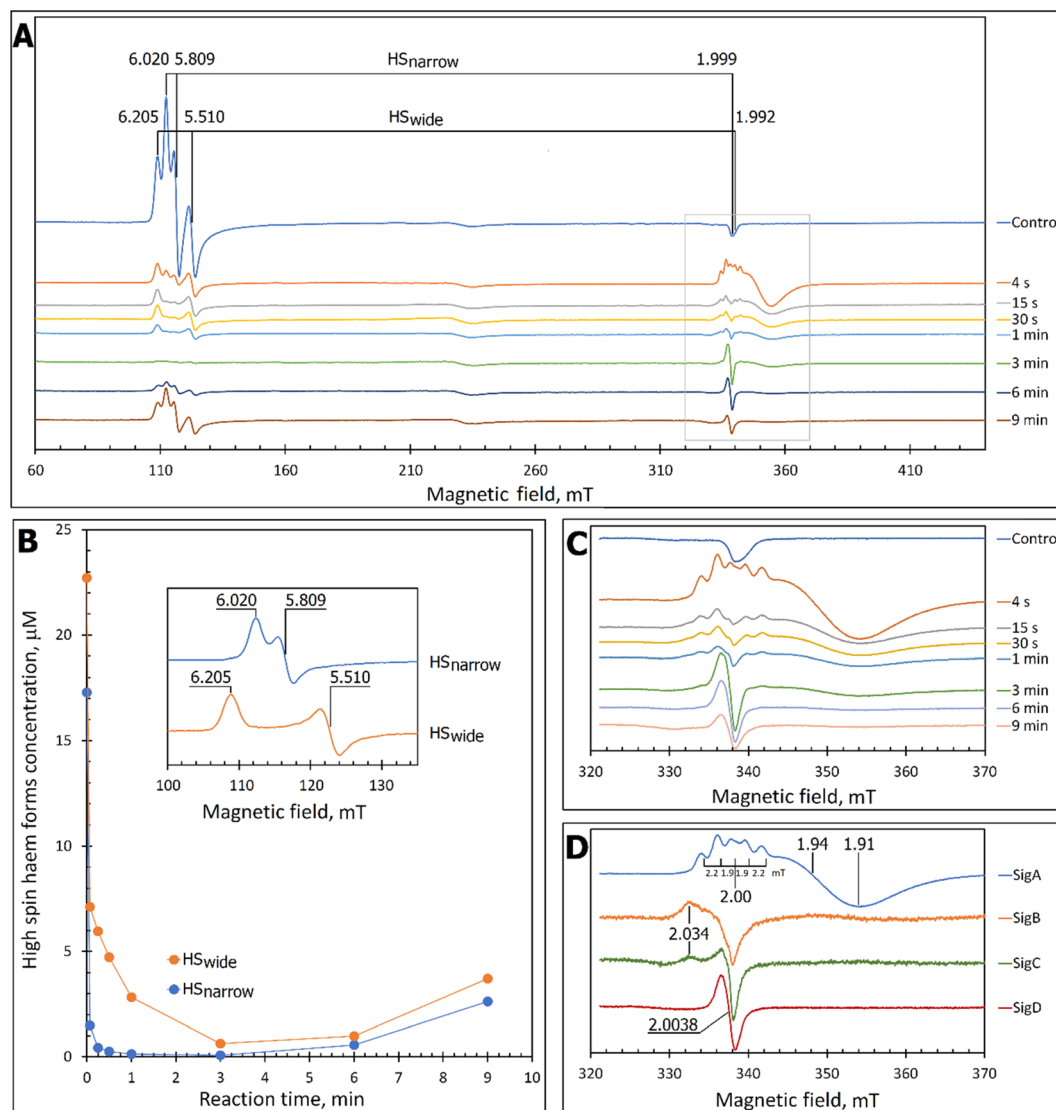 A
6.020
5.809
HSnarrow
1.999
6.205
5.510
HSwide
1.992
Control
4 s
15 s
30 s
1 min
3 min
6 min
9 min
60
110
160
210
260
310
360
410
Magnetic field, mT
B
25
20
15
10
5
0
High spin haem forms concentration, µM
6.020
5.809
HSnarrow
6.205
5.510
HSwide
100
110
120
130
Magnetic field, mT
HSwide
HSnarrow
0
1
2
3
4
5
6
7
8
9
10
Reaction time, min
C
Control
4 s
15 s
30 s
1 min
3 min
6 min
9 min
320
330
340
350
360
370
Magnetic field, mT
D
1.94
1.91
2.2
1.9
1.9
2.2
mT
2.00
SigA
SigB
2.034
SigC
SigD
2.0038
320
330
340
350
360
370
Magnetic field, mT